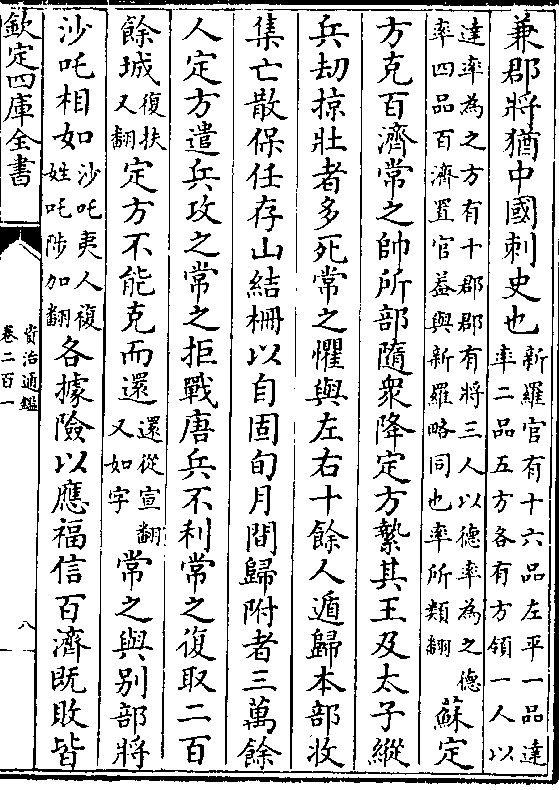 兼郡將猶中國刺史也新羅官有十六品左平一品達率二品五方各有方領一人以
達率為之方有十郡郡有將三人以德率為之德率四品百濟置官葢與新羅略同也率所類翻蘇定
方克百濟常之帥所部隨衆降定方縶其王及太子縱
兵劫掠壯者多死常之懼與左右十餘人遁歸本部收
集亡散保任存山結柵以自固旬月間歸附者三萬餘
人定方遣兵攻之常之拒戰唐兵不利常之復取二百
餘城復扶又翻定方不能克而還還從宣翻又如字常之與別部將
沙吒相如沙吒夷人複姓吒陟加翻各據險以應福信百濟既敗皆
欽定四庫全書
資治通鑑
卷二百一
八